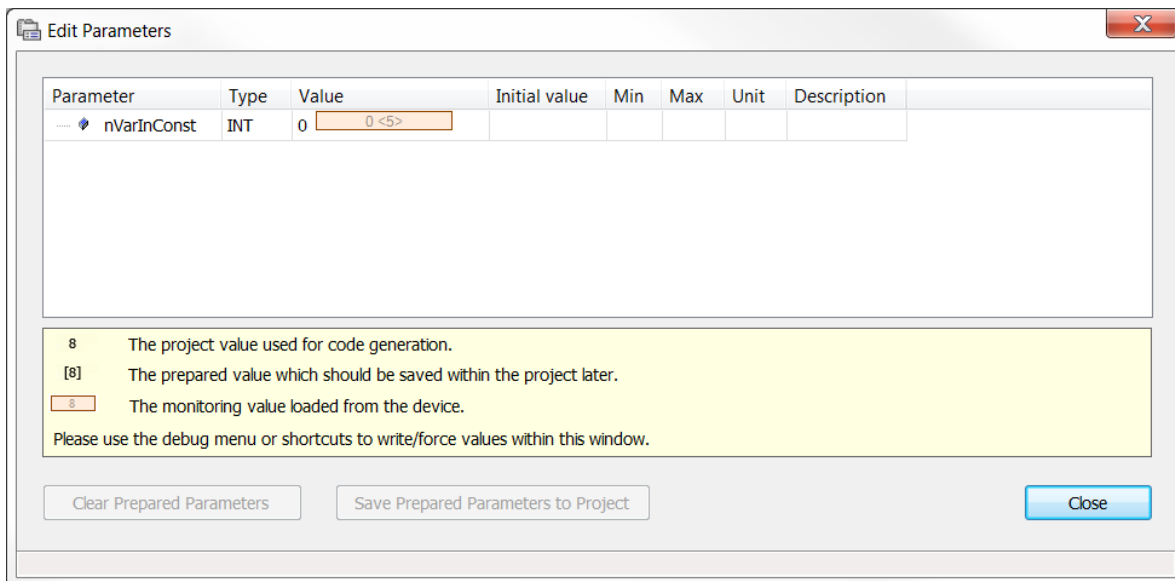 Edit Parameters
Parameter Type Value Initial value Min Max Unit Description
nVarInConst INT 0 0 <5>
8 The project value used for code generation.
[8] The prepared value which should be saved within the project later.
8 The monitoring value loaded from the device.
Please use the debug menu or shortcuts to write/force values within this window.
Clear Prepared Parameters Save Prepared Parameters to Project Close